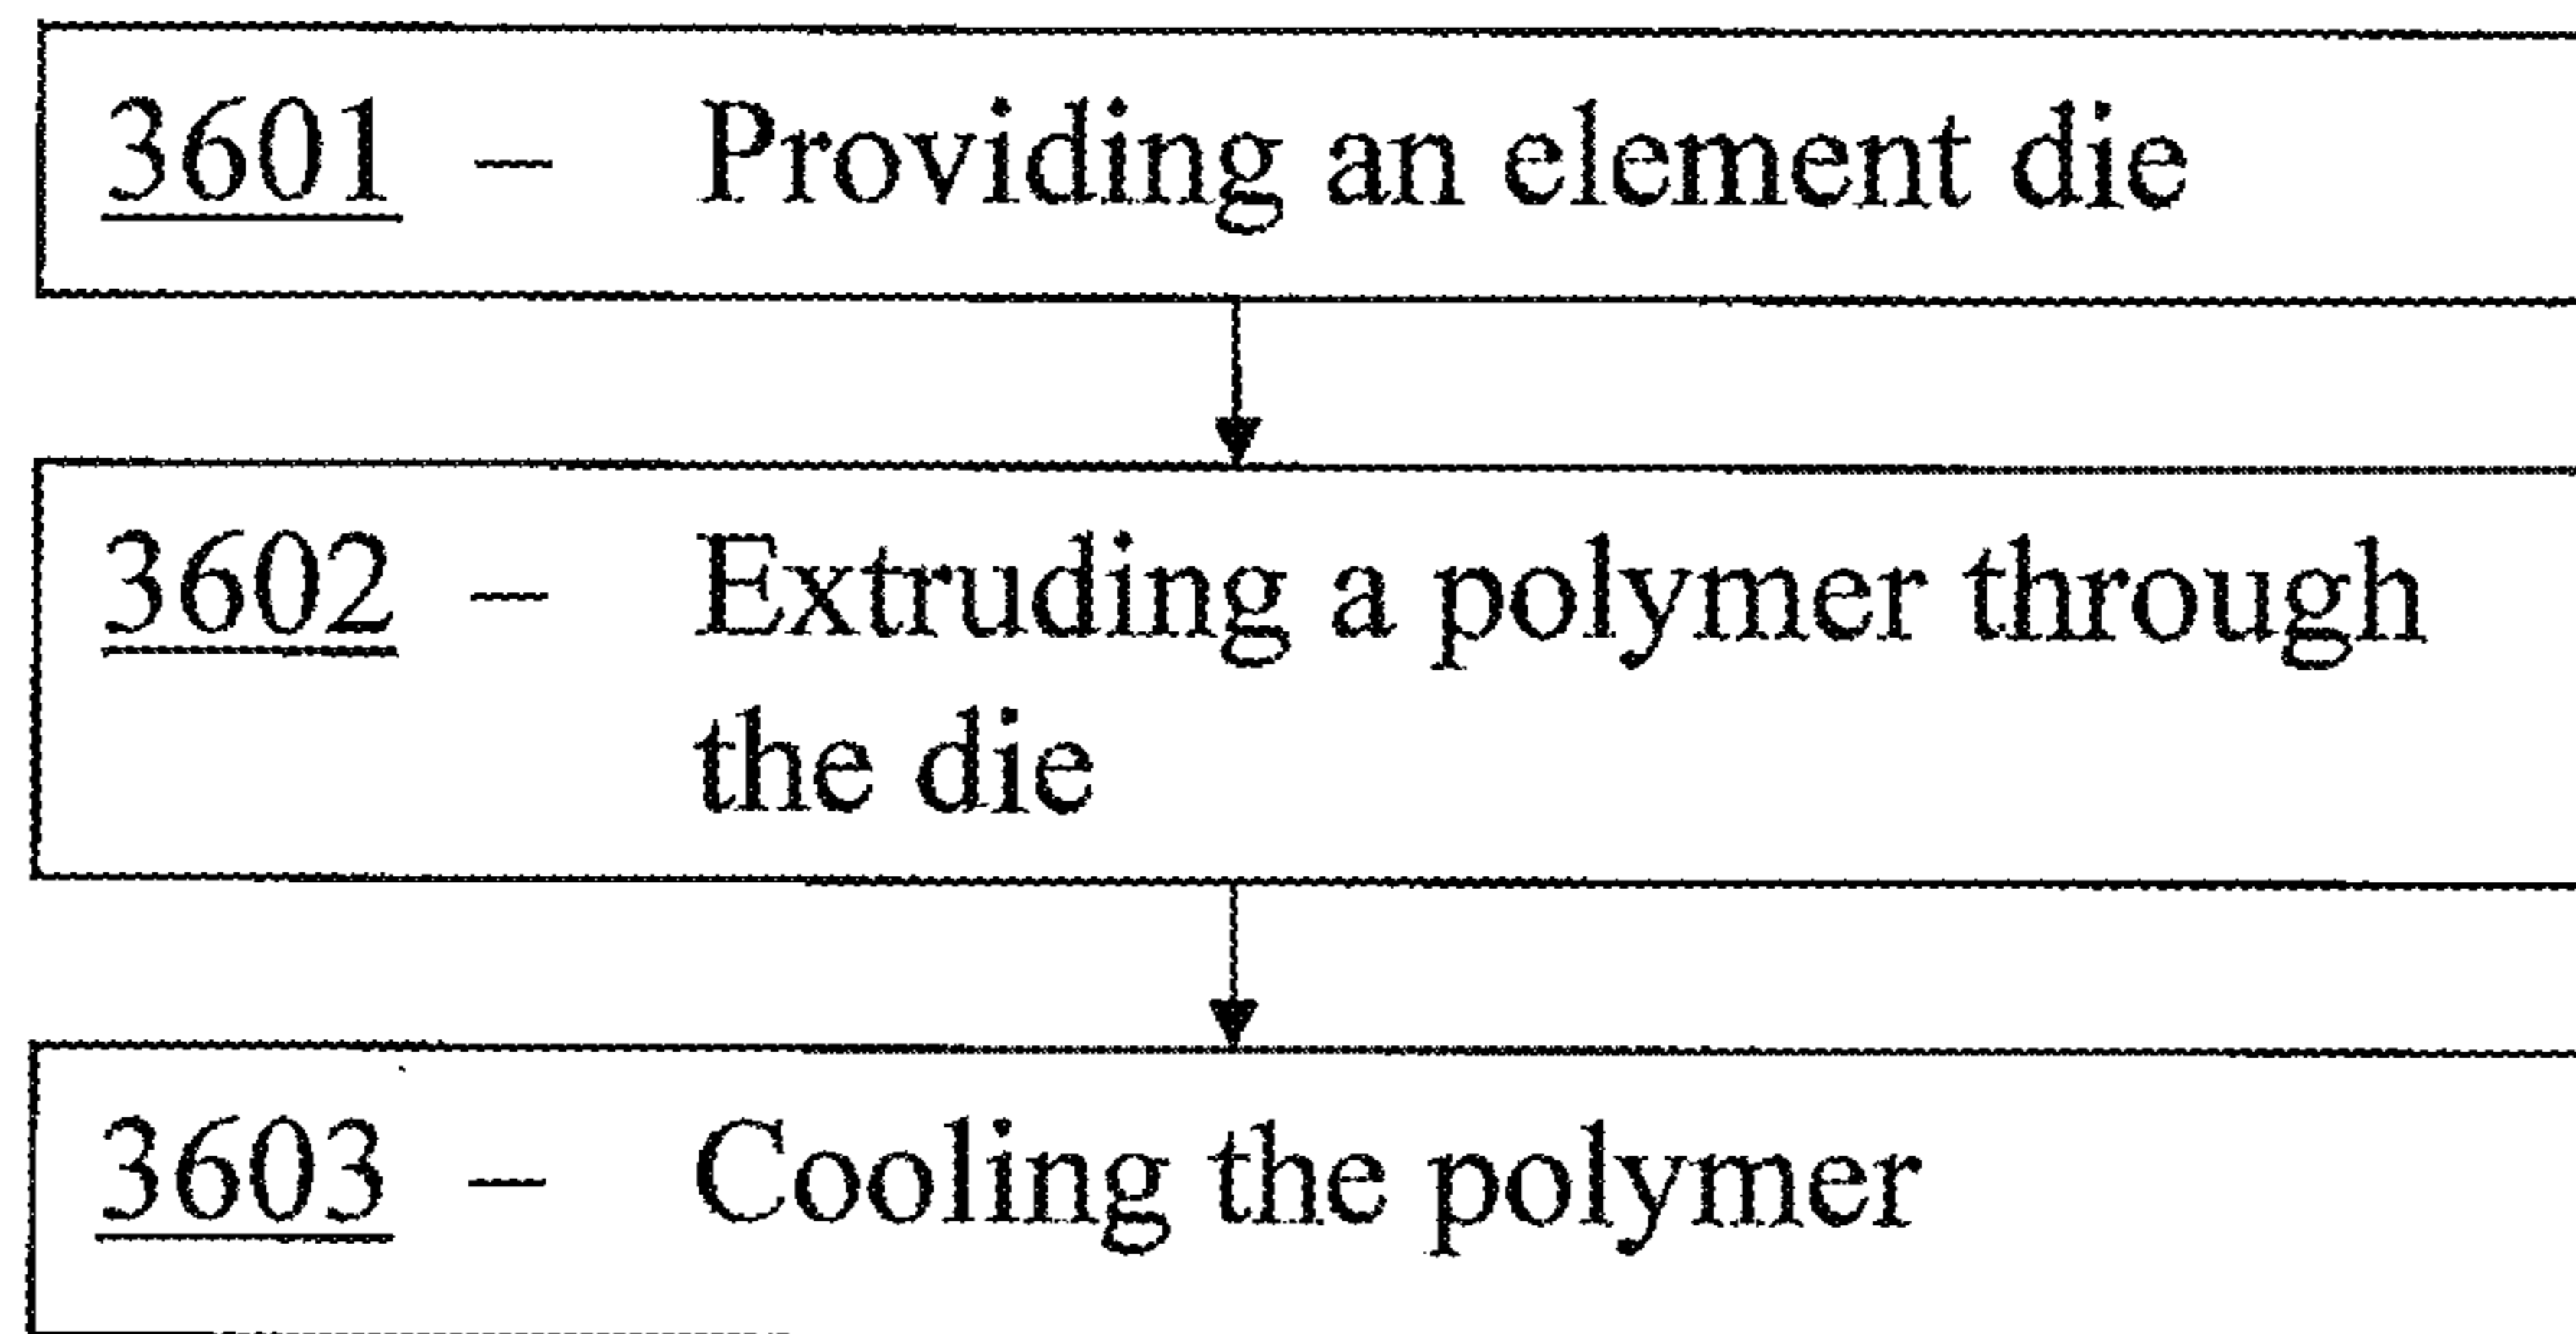 3601 – Providing an element die
3602 – Extruding a polymer through
the die
3603 – Cooling the polymer